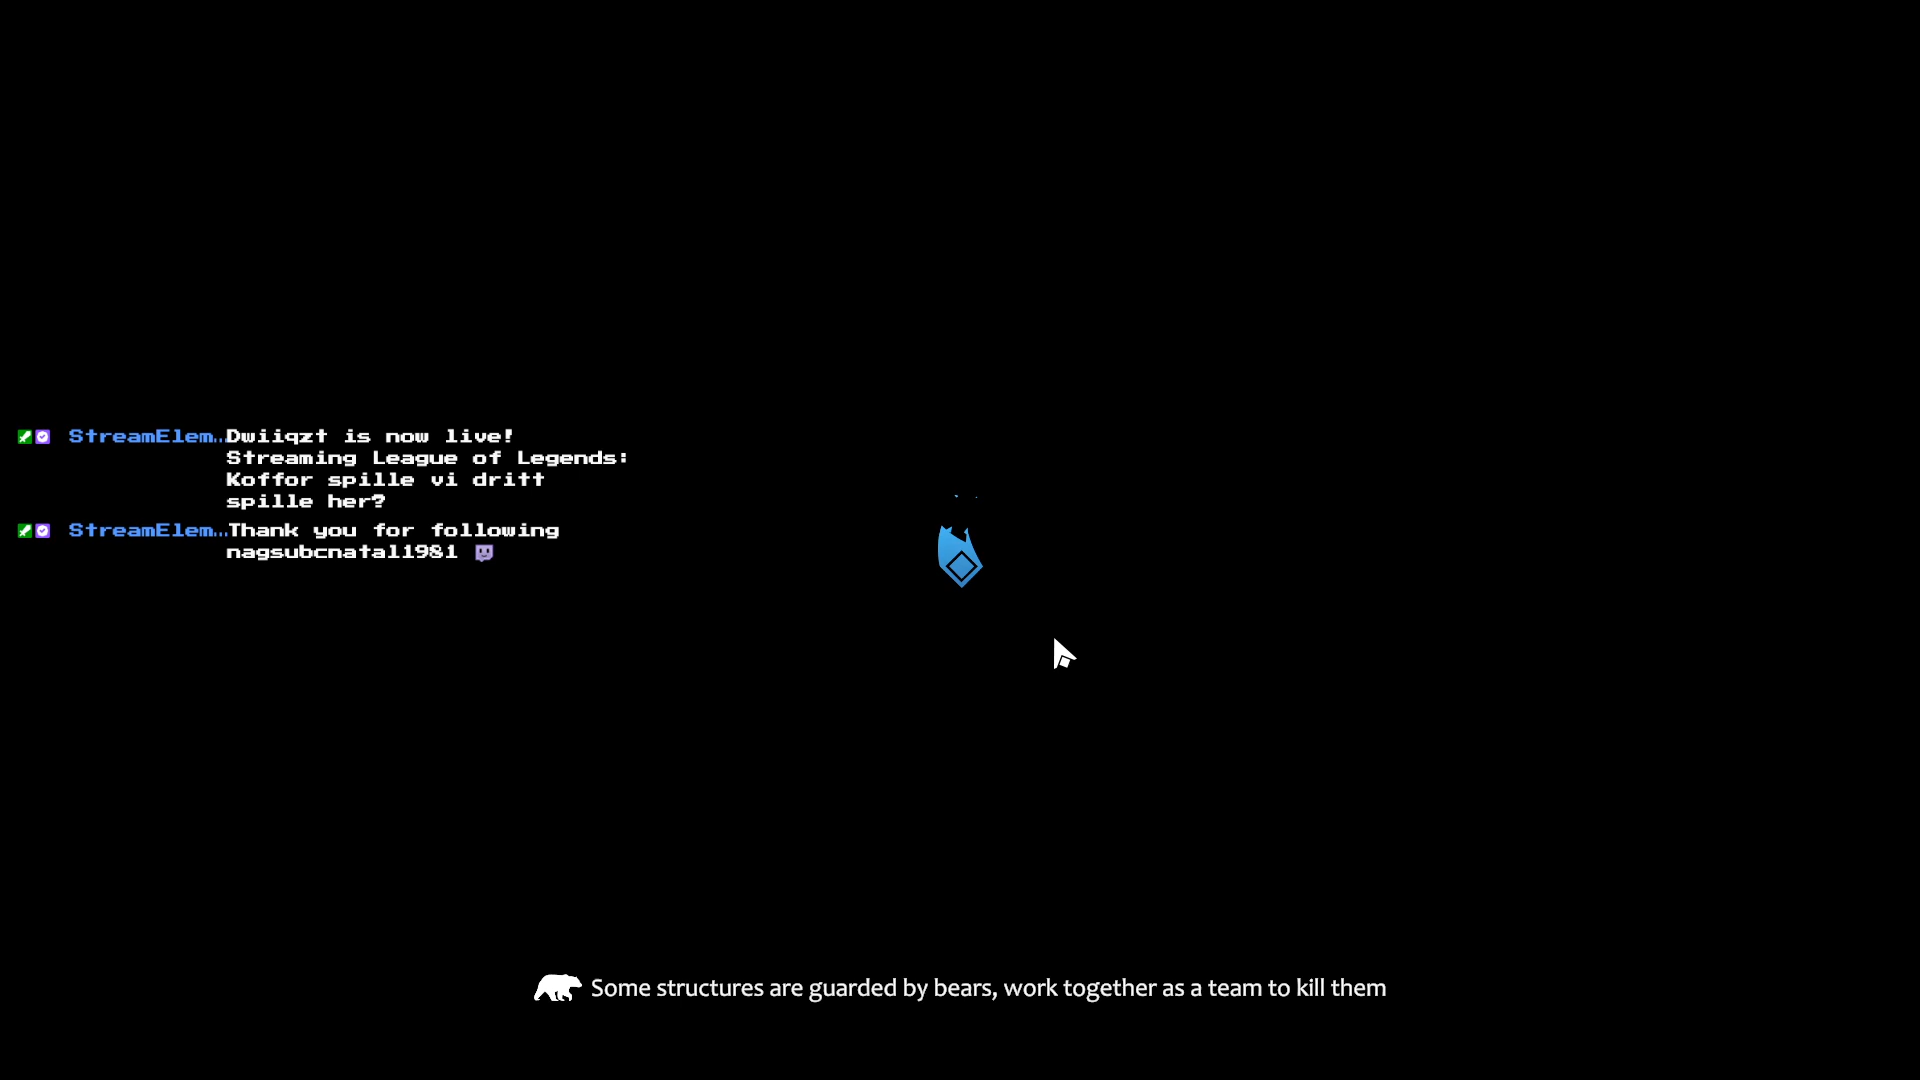 StreamElem…Dwiiqzt is now live!
Streaming League of Legends:
Koffor spille vi dritt
spille her?
StreamElem…Thank you for following
nagsubcnatal1981
Some structures are guarded by bears, work together as a team to kill them